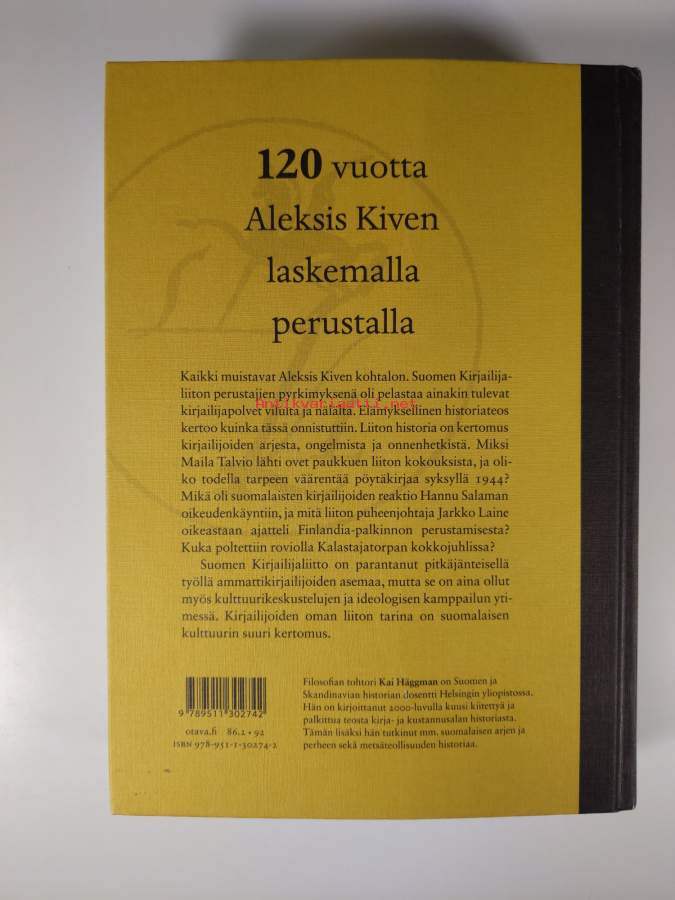 120 vuotta
Aleksis Kiven
laskemalla
perustalla
Kaikki muistavat Aleksis Kiven kohtalon. Suomen Kirjailija-
liiton perustajien pyrkimyksenä oli pelastaa ainakin tulevat
Antikvariaatti.net
kirjailijapolvet vilulta ja nälältä. Elämyksellinen historiateos
kertoo kuinka tässä onnistuttiin. Liiton historia on kertomus
kirjailijoiden arjesta, ongelmista ja onnenhetkistä. Miksi
Maila Talvio lähti ovet paukkuen liiton kokouksista, ja oli-
ko todella tarpeen väärentää pöytäkirjaa syksyllä 1944?
Mikä oli suomalaisten kirjailijoiden reaktio Hannu Salaman
oikeudenkäyntiin, ja mitä liiton puheenjohtaja Jarkko Laine
oikeastaan ajatteli Finlandia-palkinnon perustamisesta?
Kuka poltettiin roviolla Kalastajatorpan kokkojuhlissa?
Suomen Kirjailijaliitto on parantanut pitkäjänteisellä
työllä ammattikirjailijoiden asemaa, mutta se on aina ollut
myös kulttuurikeskustelujen ja ideologisen kamppailun yti-
messä. Kirjailijoiden oman liiton tarina on suomalaisen
kulttuurin suuri kertomus.
9 789511 302742
otava.fi 86.2 • 92
ISBN 978-951-1-30274-2
Filosofian tohtori Kai Häggman on Suomen ja
Skandinavian historian dosentti Helsingin yliopistossa.
Hän on kirjoittanut 2000-luvulla kuusi kiitettyä ja
palkittua teosta kirja- ja kustannusalan historiasta.
Tämän lisäksi hän tutkinut mm. suomalaisen arjen ja
perheen sekä metsäteollisuuden historiaa.